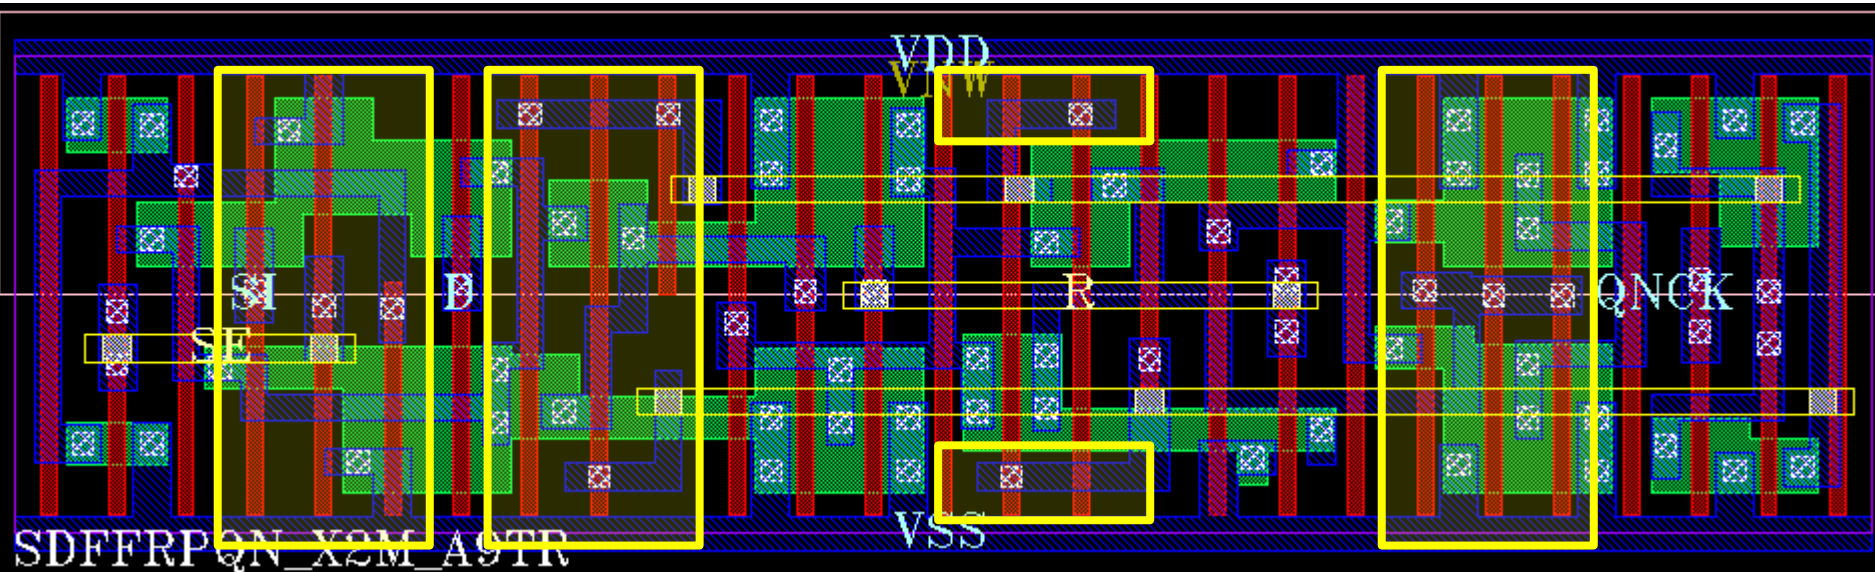 VDD
VNW
SI
D
R
QN
CK
SE
VSS
SDFFRPQN_X2M_A9TR